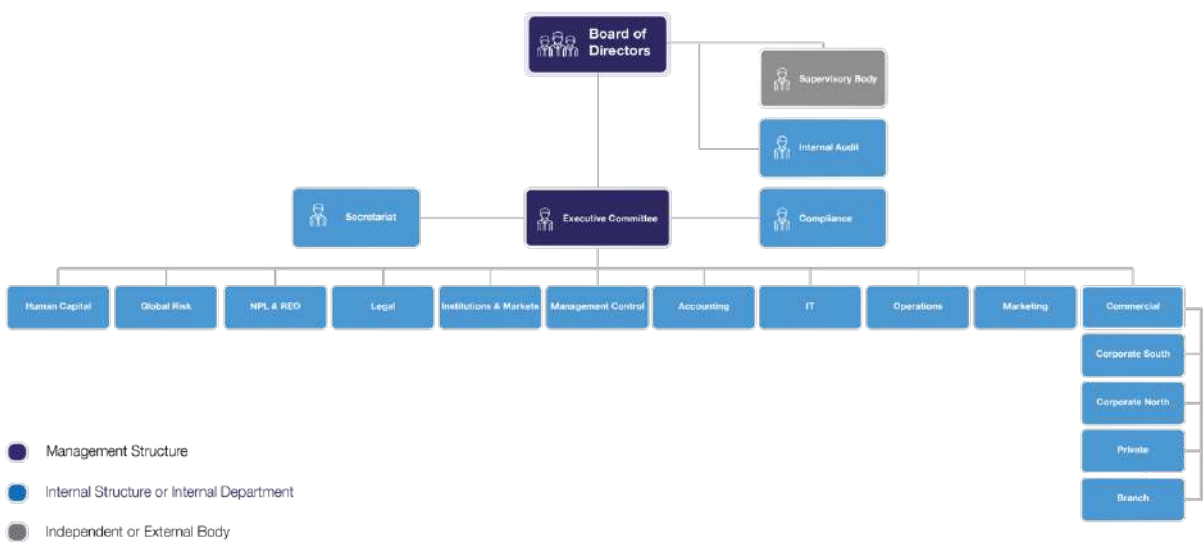 Board of
Directors
Supervisory Body
Internal Audit
Secretariat
Executive Committee
Compliance
Human Capital
Global Risk
NPL & REO
Legal
Institutions & Markets
Management Control
Accounting
IT
Operations
Marketing
Commercial
Corporate South
Corporate North
Private
Branch
Management Structure
Internal Structure or Internal Department
Independent or External Body